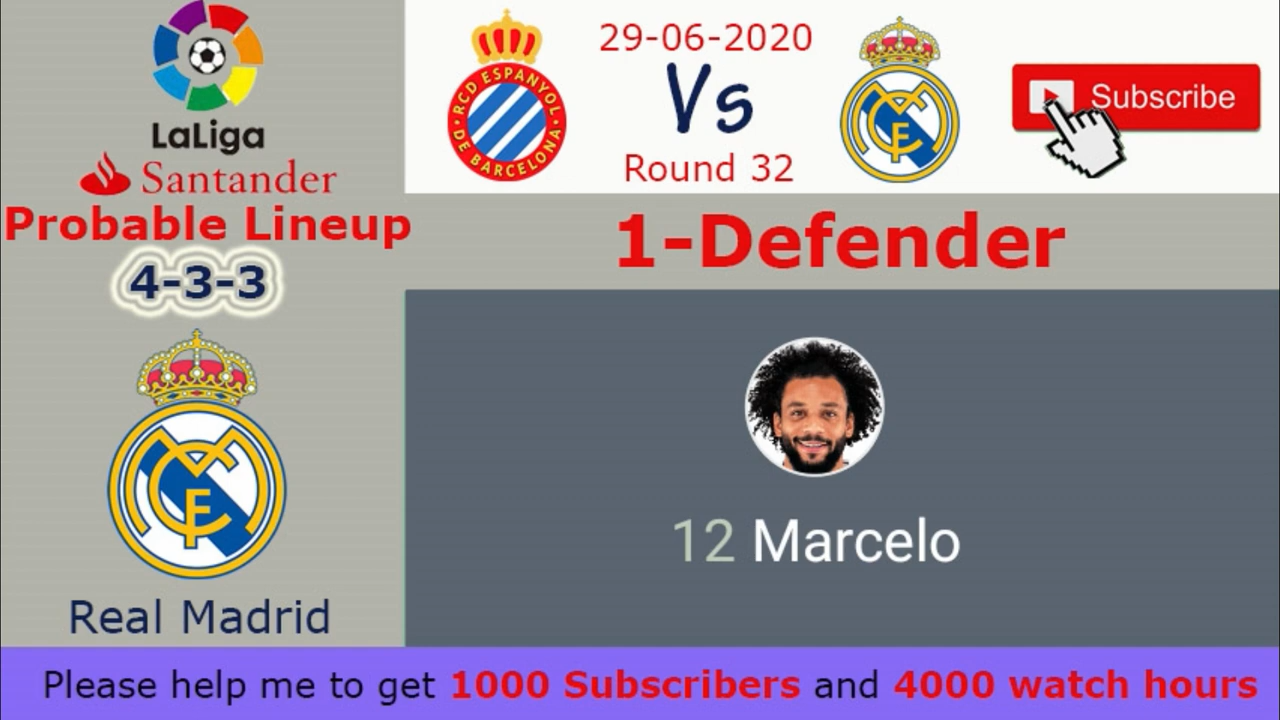 LaLiga
Santander
Probable Lineup
4-3-3
Real Madrid
RCD ESPANYOL
DE BARCELONA
29-06-2020
Vs
Round 32
Subscribe
1-Defender
12 Marcelo
Please help me to get 1000 Subscribers and 4000 watch hours